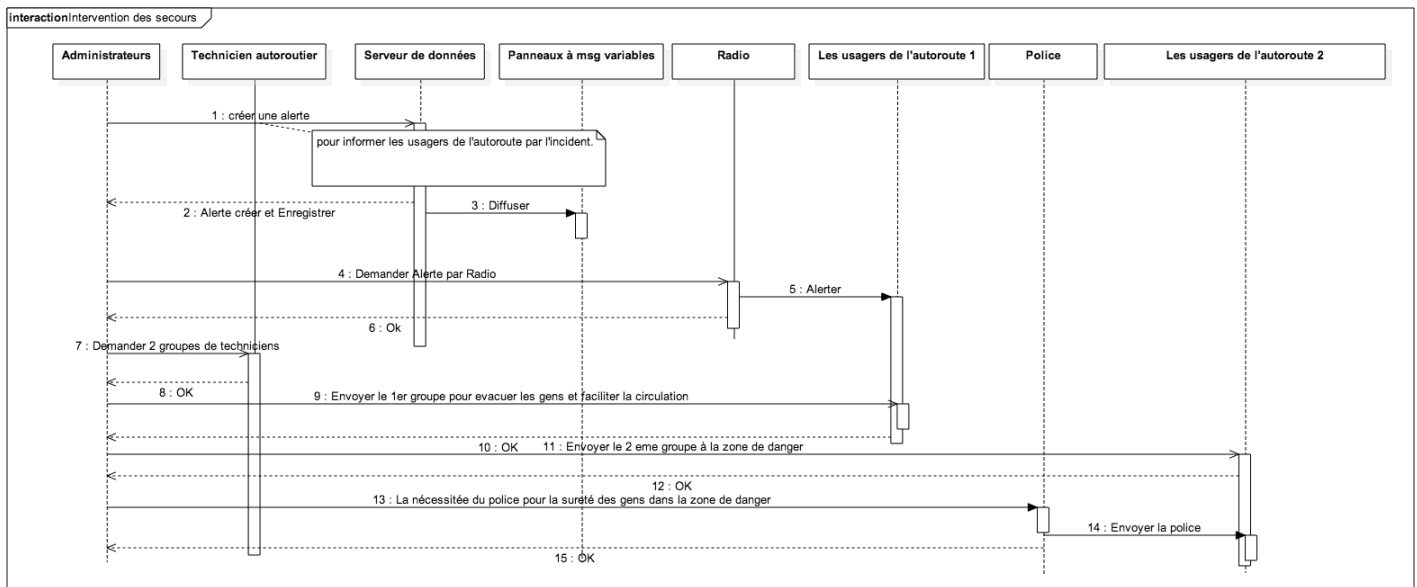 interactionIntervention des secours
Administrateurs
Technicien autoroutier
Serveur de données
Panneaux à msg variables
Radio
Les usagers de l'autoroute 1
Police
Les usagers de l'autoroute 2
1 : créer une alerte
pour informer les usagers de l'autoroute par l'incident.
2 : Alerte créer et Enregistrer
3 : Diffuser
4 : Demander Alerte par Radio
5 : Alerter
6 : Ok
7 : Demander 2 groupes de techniciens
8 : OK
9 : Envoyer le 1er groupe pour evacuer les gens et faciliter la circulation
10 : OK
11 : Envoyer le 2 eme groupe à la zone de danger
12 : OK
13 : La nécessitée du police pour la sureté des gens dans la zone de danger
14 : Envoyer la police
15 : OK